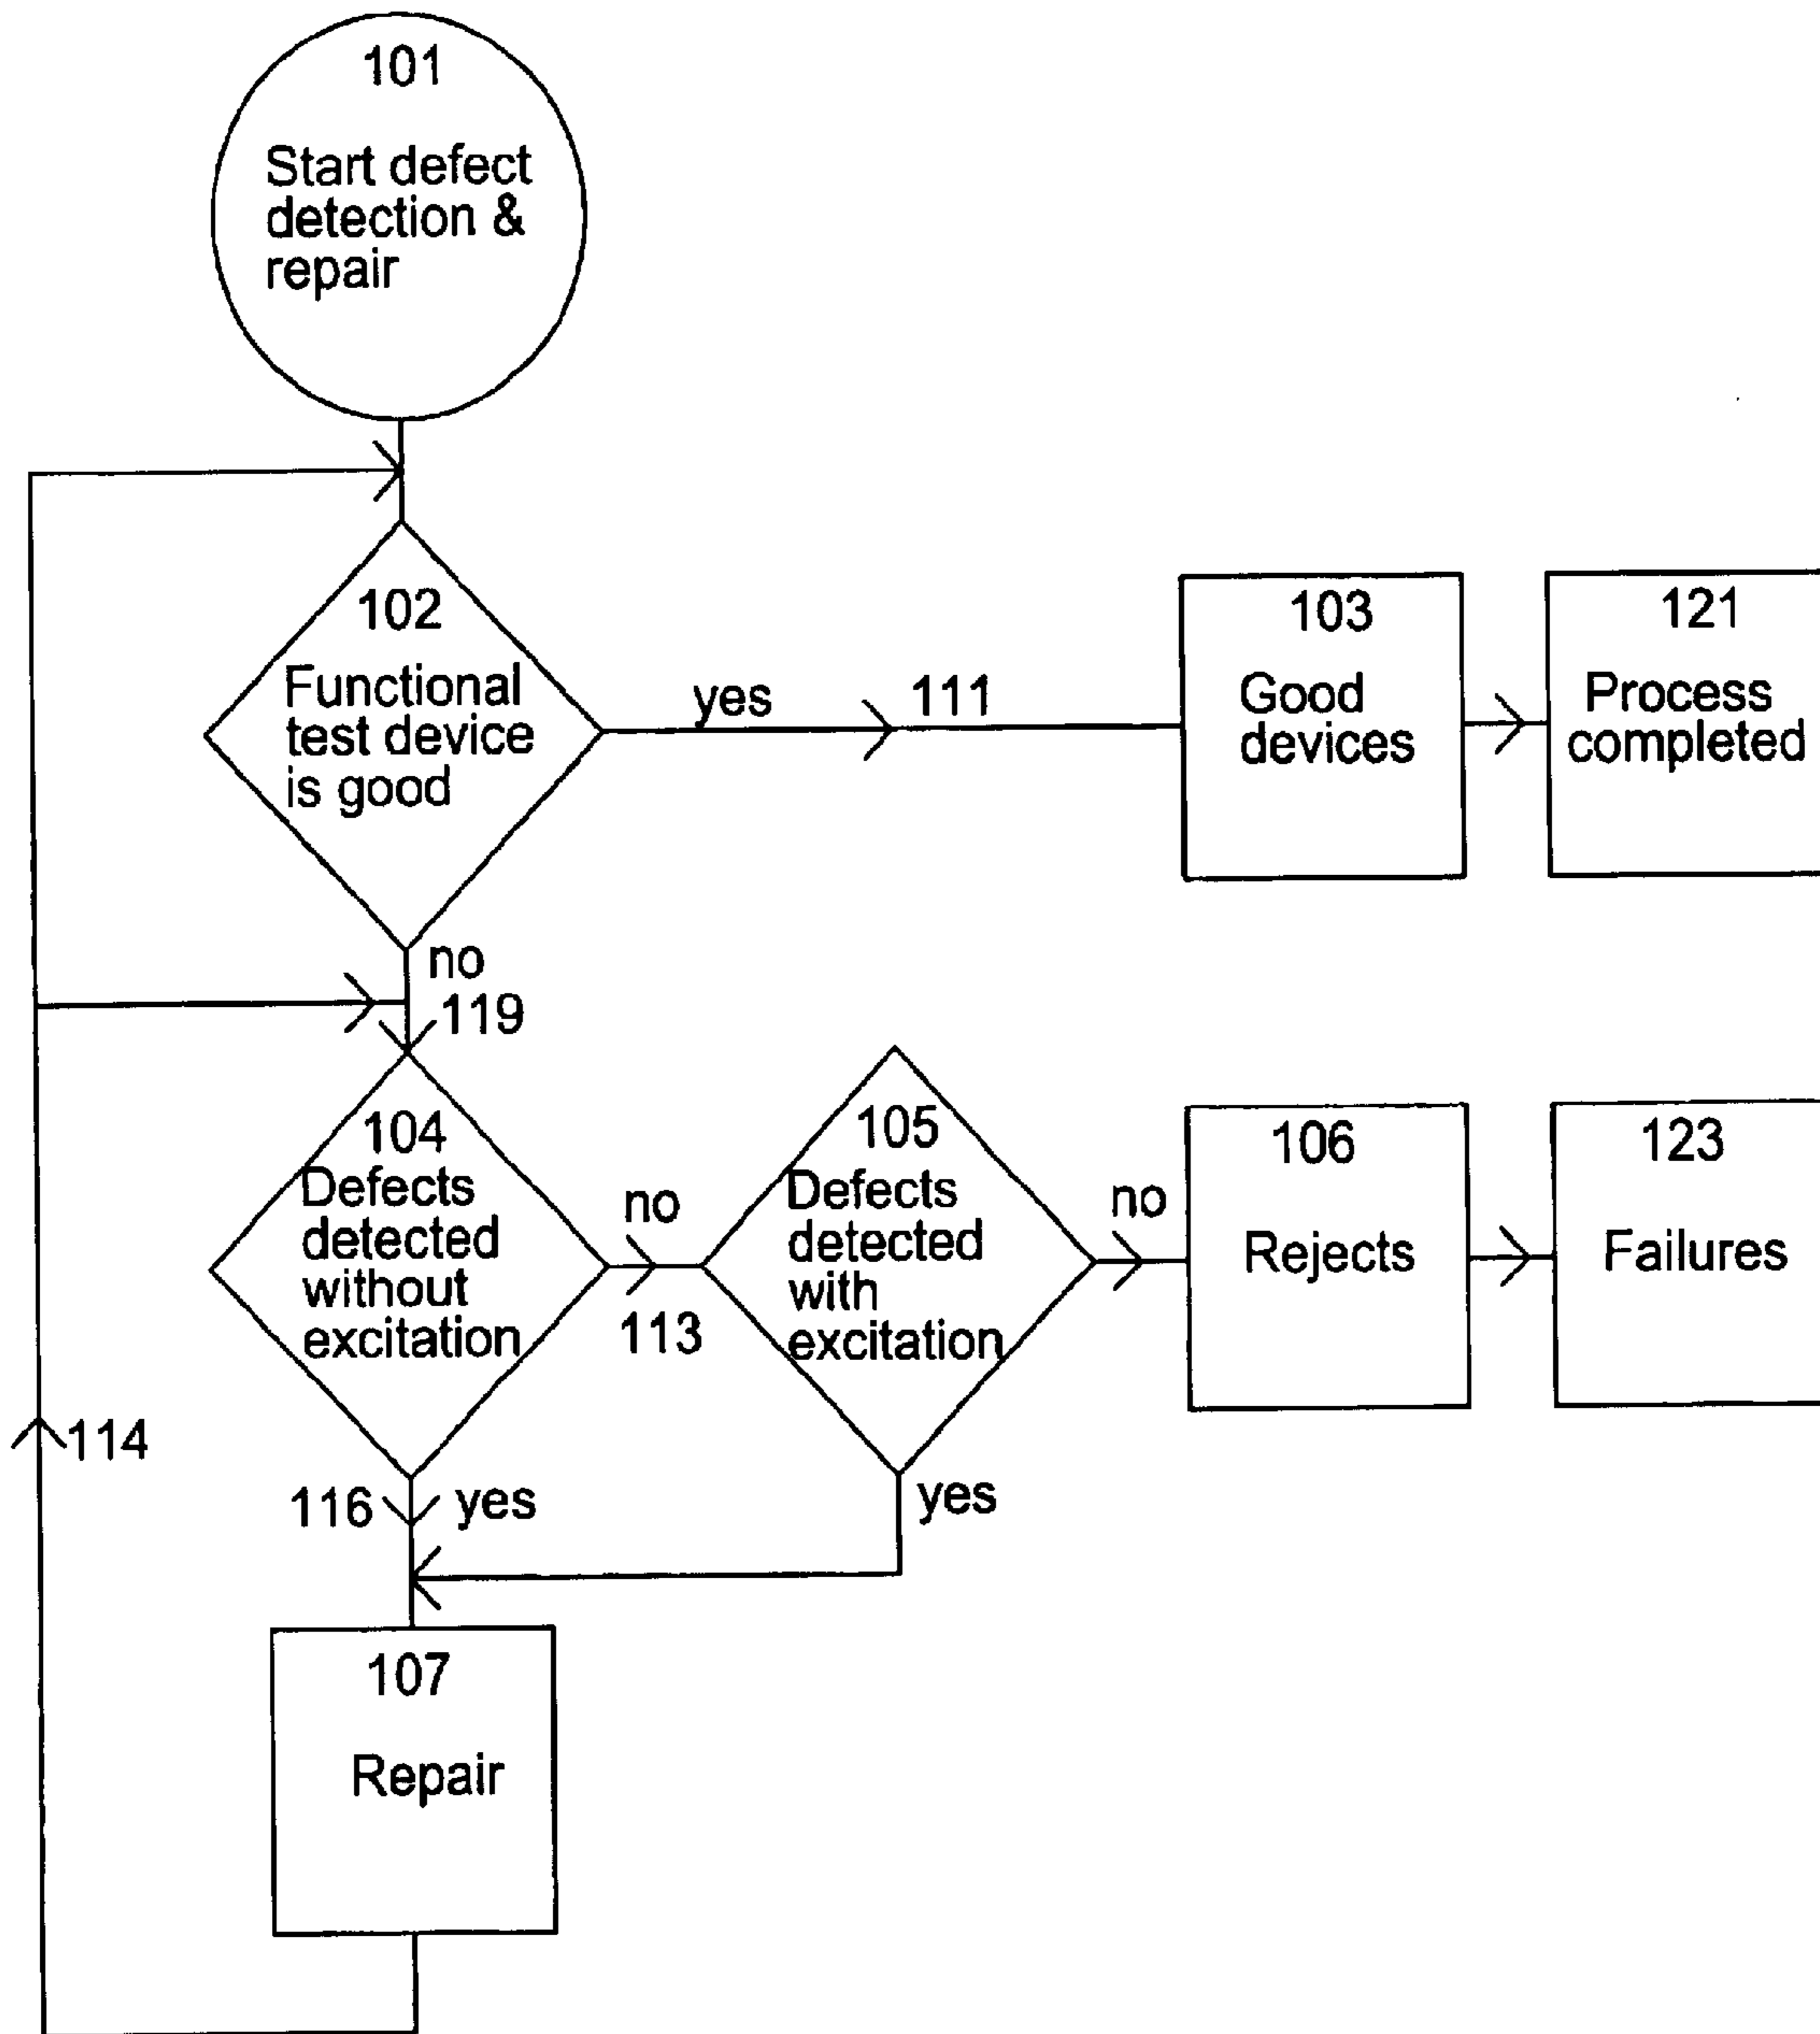 101
Start defect
detection &
repair
102
Functional
test device
is good
yes
111
103
Good
devices
121
Process
completed
no
119
104
Defects
detected
without
excitation
no
113
105
Defects
detected
with
excitation
no
106
Rejects
123
Failures
114
116
yes
yes
107
Repair